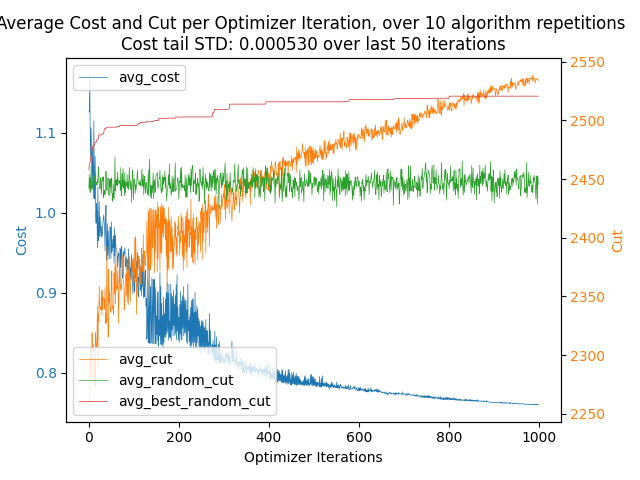 Average Cost and Cut per Optimizer Iteration, over 10 algorithm repetitions
Cost tail STD: 0.000530 over last 50 iterations
avg_cost
1.1
1.0
0.9
0.8
Cost
2550
2500
2450
2400
2350
2300
2250
Cut
avg_cut
avg_random_cut
avg_best_random_cut
0
200
400
600
800
1000
Optimizer Iterations